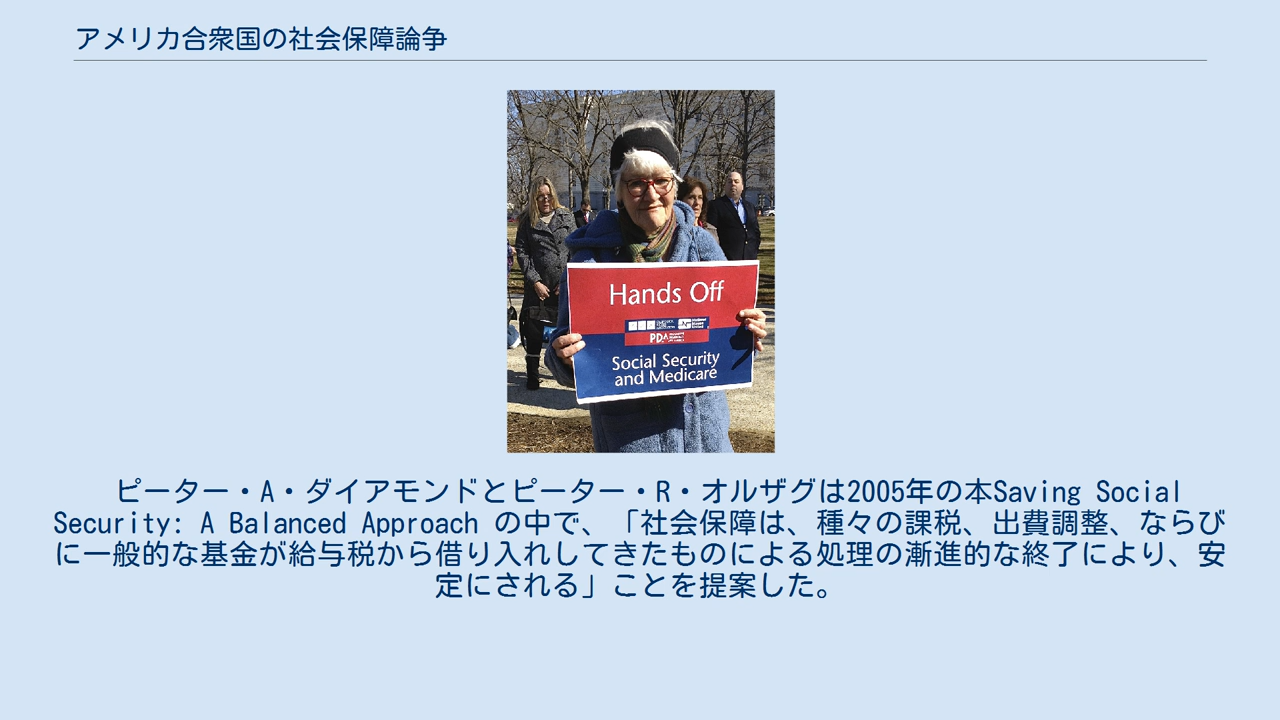 アメリカ合衆国の社会保障論争
Hands Off
PDA
Social Security
and Medicare
ピーター・A・ダイアモンドとピーター・R・オルザグは2005年の本Saving Social
Security: A Balanced Approach の中で、「社会保障は、種々の課税、出費調整、ならび
に一般的な基金が給与税から借り入れしてきたものによる処理の漸進的な終了により、安
定にされる」ことを提案した。